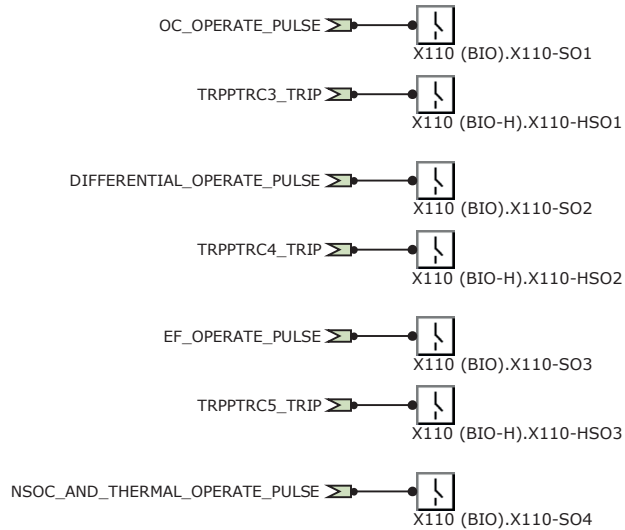 OC_OPERATE_PULSE
X110 (BIO).X110-SO1
TRPPTRC3_TRIP
X110 (BIO-H).X110-HSO1
DIFFERENTIAL_OPERATE_PULSE
X110 (BIO).X110-SO2
TRPPTRC4_TRIP
X110 (BIO-H).X110-HSO2
EF_OPERATE_PULSE
X110 (BIO).X110-SO3
TRPPTRC5_TRIP
X110 (BIO-H).X110-HSO3
NSOC_AND_THERMAL_OPERATE_PULSE
X110 (BIO).X110-SO4